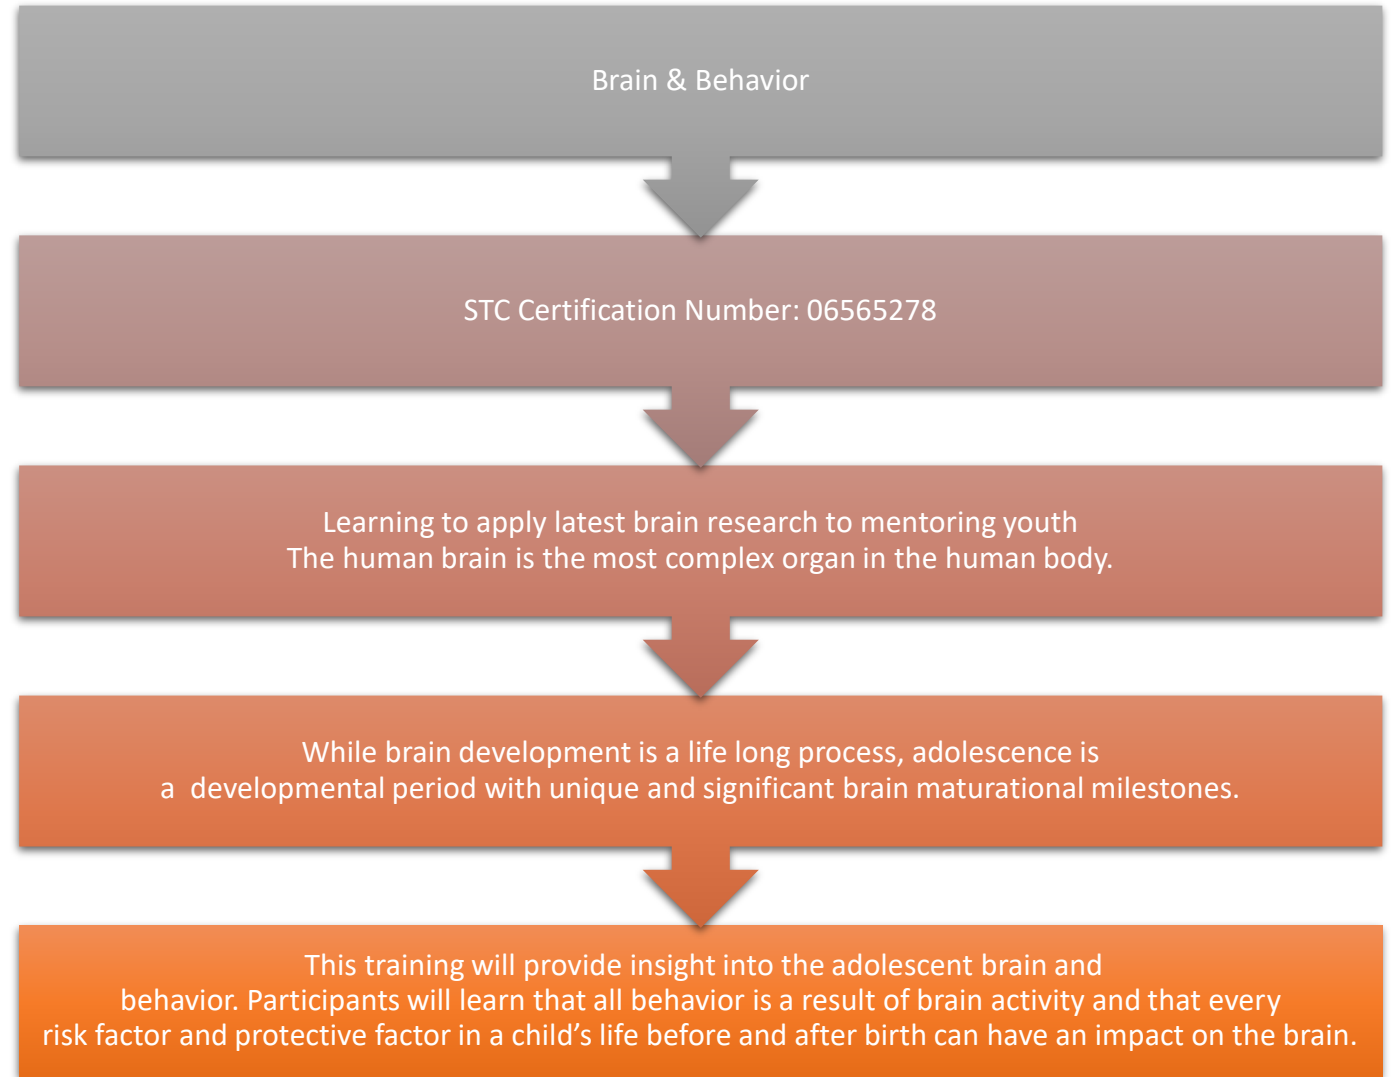 Brain & Behavior
STC Certification Number: 06565278
Learning to apply latest brain research to mentoring youth
The human brain is the most complex organ in the human body.
While brain development is a life long process, adolescence is
a  developmental period with unique and significant brain maturational milestones.
This training will provide insight into the adolescent brain and
behavior. Participants will learn that all behavior is a result of brain activity and that every
risk factor and protective factor in a child’s life before and after birth can have an impact on the brain.